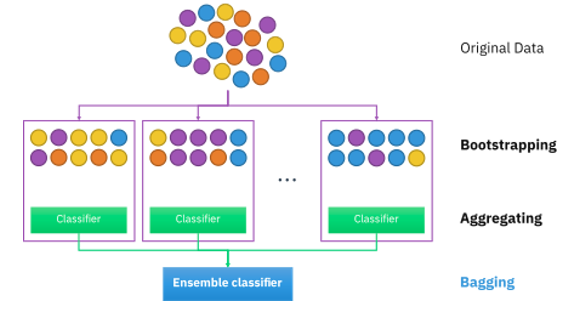 Original Data
Bootstrapping
...
Classifier
Classifier
Classifier
Aggregating
Ensemble classifier
Bagging